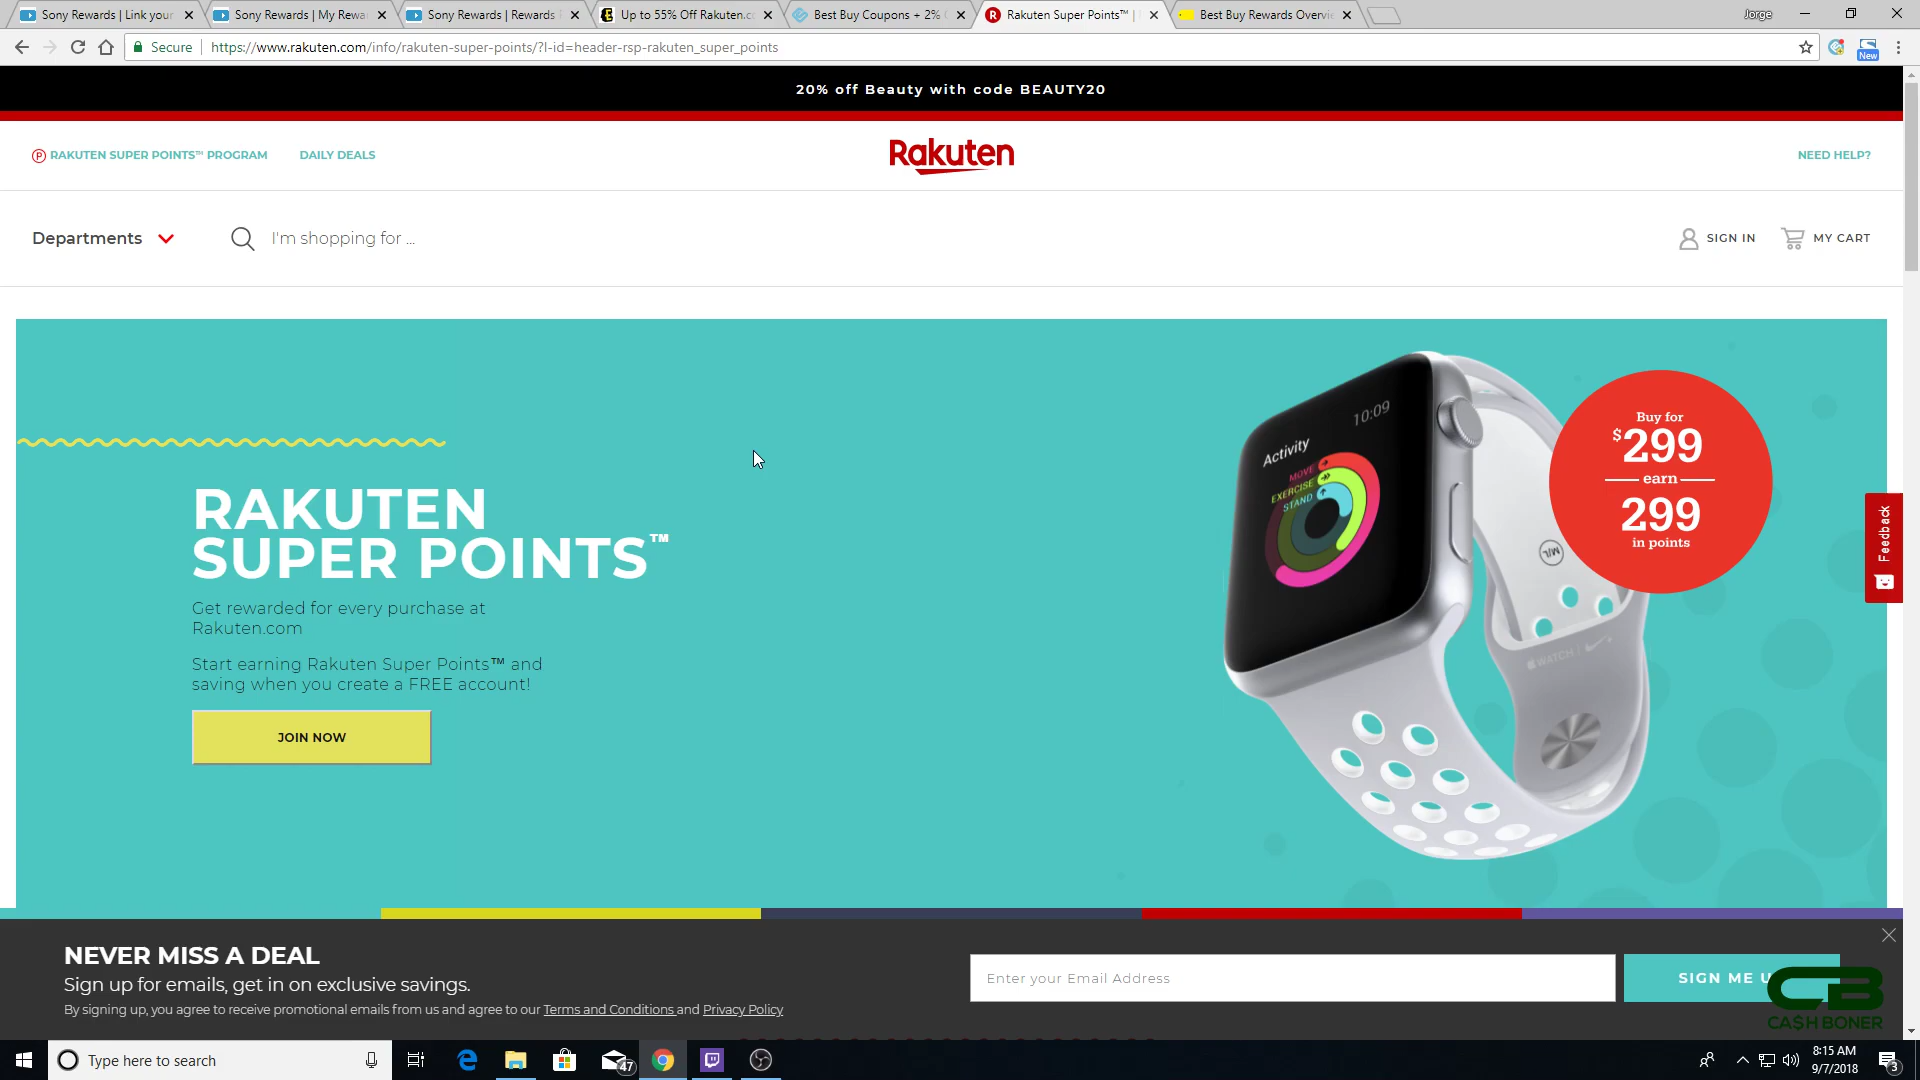 Sony Rewards | Link your
Sony Rewards | My Rewa
Sony Rewards | Rewards
Up to 55% Off Rakuten.c
Best Buy Coupons + 2%
Rakuten Super Points™ |
Best Buy Rewards Overvi
Jorge
Secure
https://www.rakuten.com/info/rakuten-super-points/?l-id=header-rsp-rakuten_super_points
New
20% off Beauty with code BEAUTY20
RAKUTEN SUPER POINTS™ PROGRAM
DAILY DEALS
Rakuten
NEED HELP?
Departments
I'm shopping for ...
SIGN IN
MY CART
10:09
Activity
MOVE
EXERCISE
STAND
Buy for
$299
earn
299
in points
M/L
WATCH
Feedback
RAKUTEN
SUPER POINTS™
Get rewarded for every purchase at
Rakuten.com
Start earning Rakuten Super Points™ and
saving when you create a FREE account!
JOIN NOW
NEVER MISS A DEAL
Sign up for emails, get in on exclusive savings.
By signing up, you agree to receive promotional emails from us and agree to our Terms and Conditions and Privacy Policy
Enter your Email Address
SIGN ME U
CB
CA$H BONER
Type here to search
47
8:15 AM
9/7/2018
3